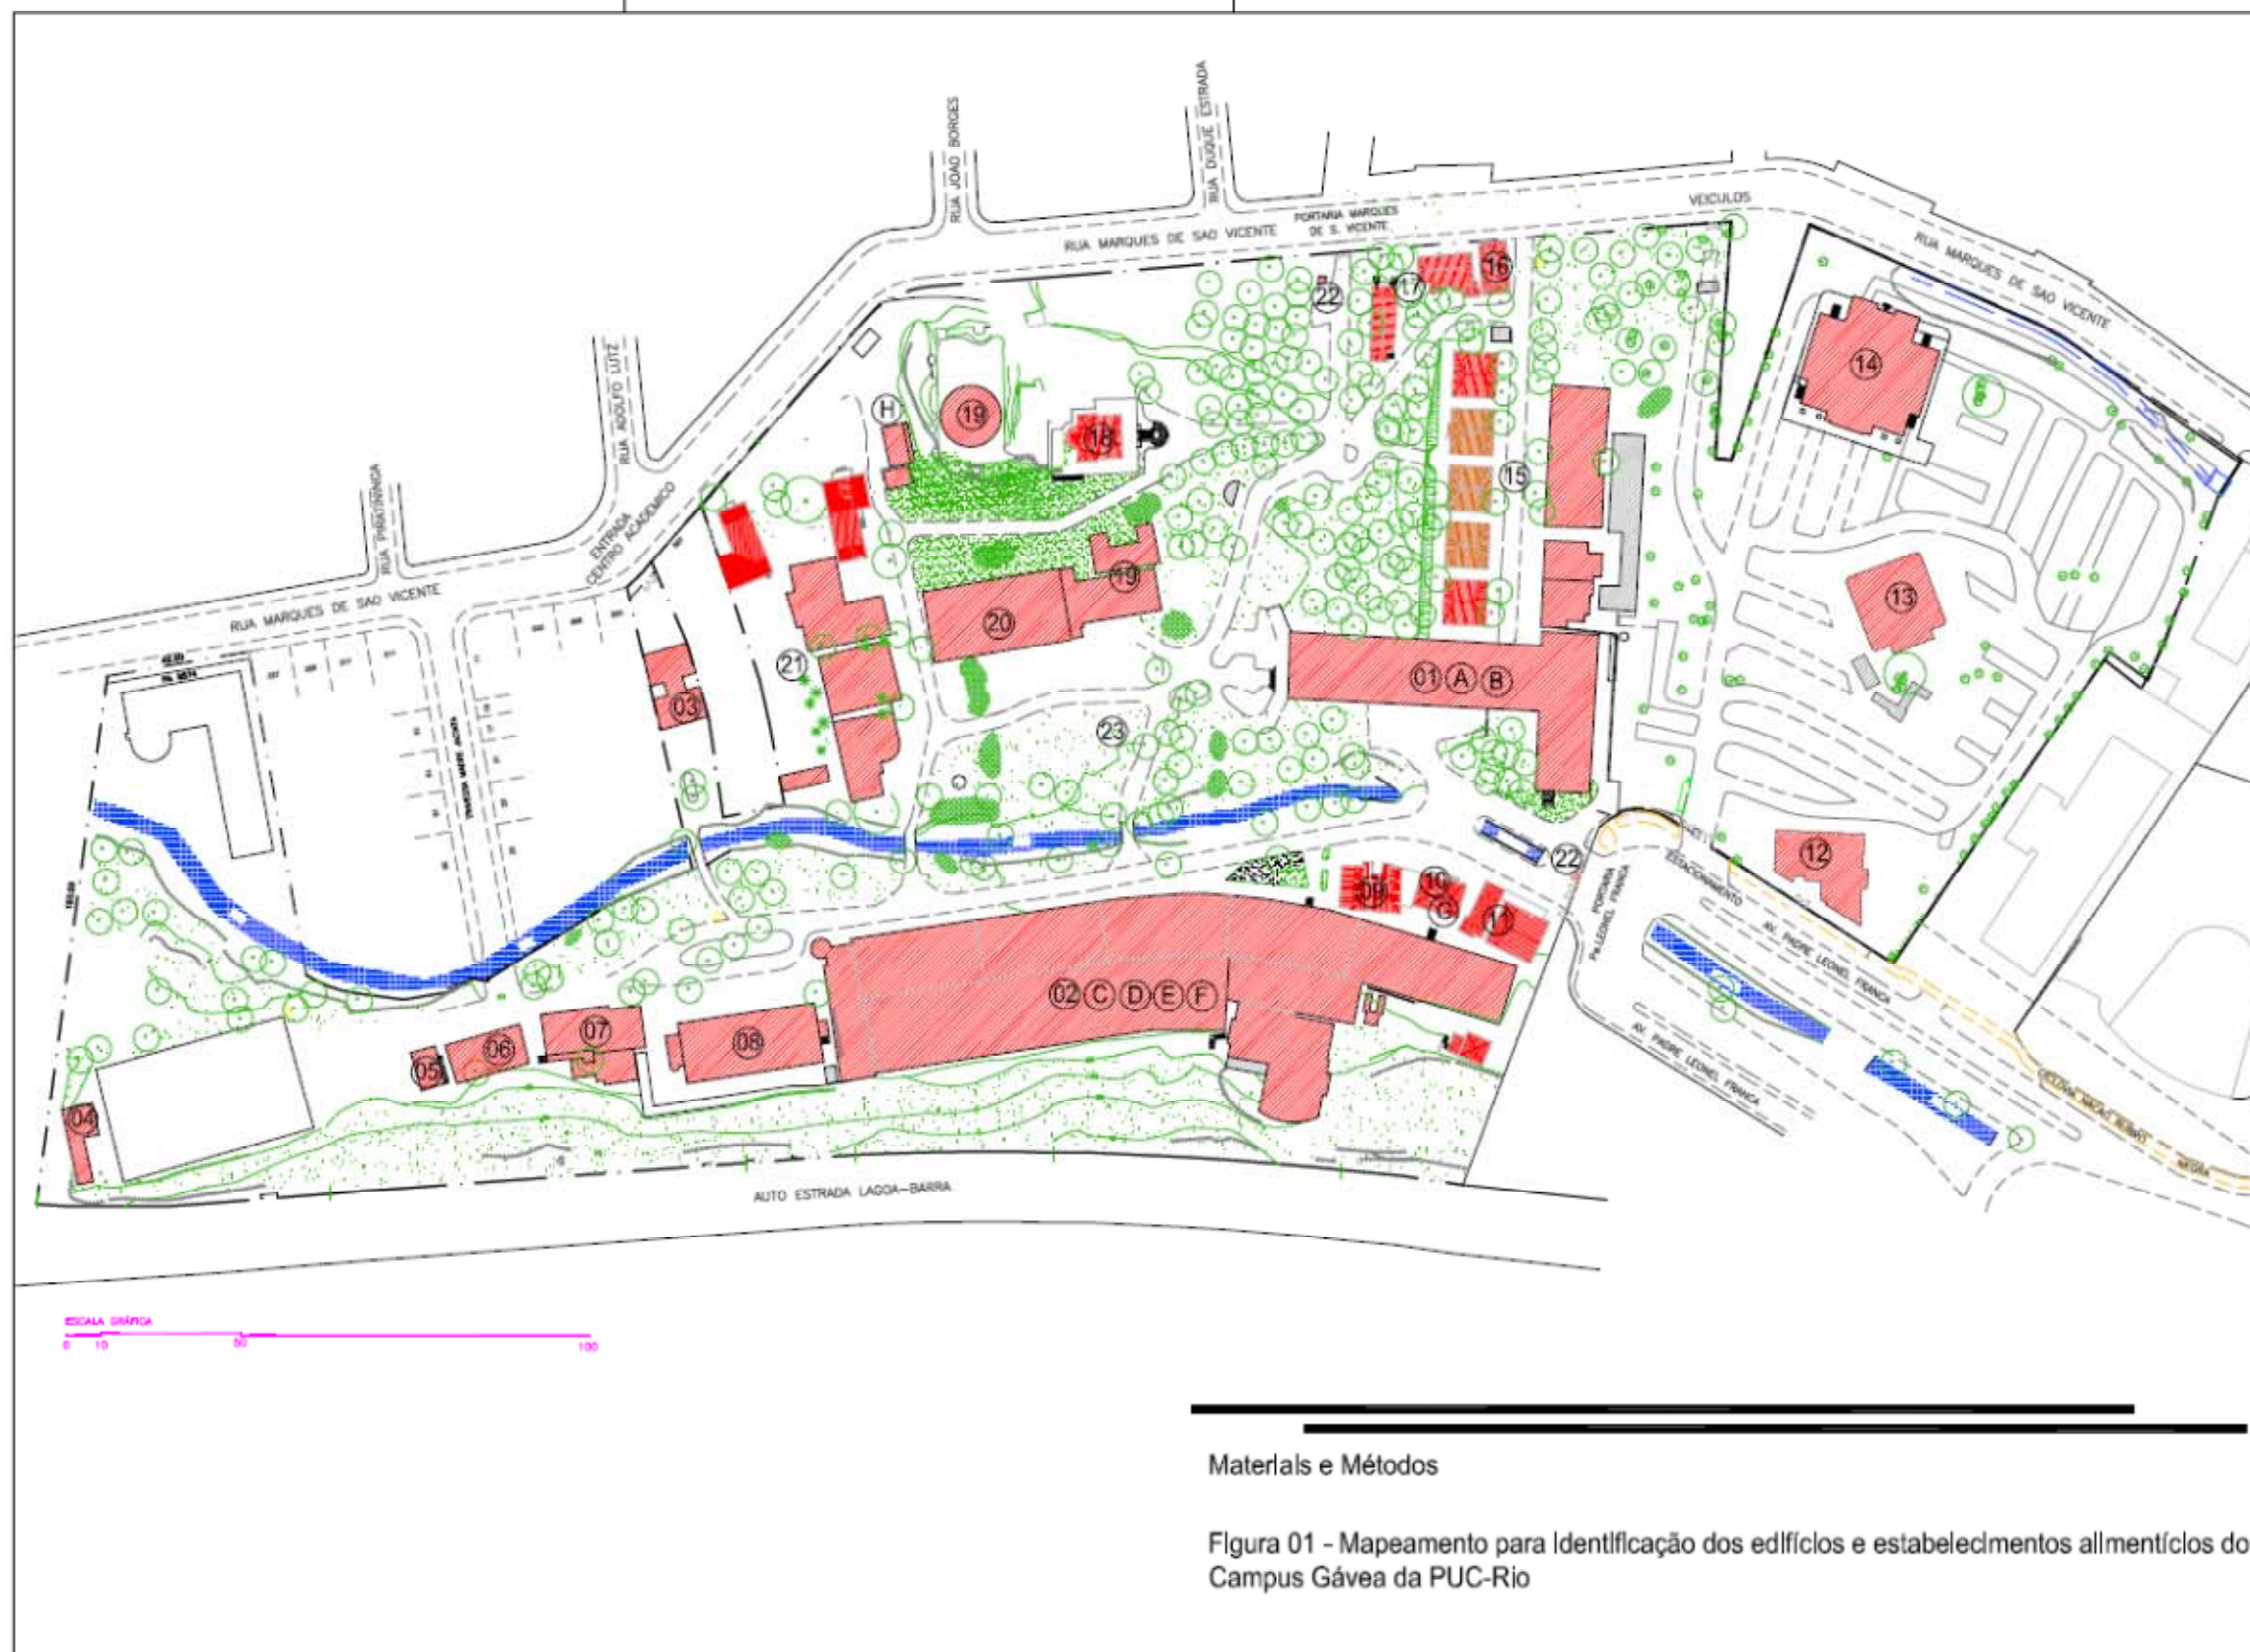 RUA JOAO BORGES
RUA DUQUE ESTRADA
VEICULOS
PORTARIA MARQUES
DE S. VICENTE
RUA MARQUES DE SAO VICENTE
RUA MARQUES DE SAO VICENTE
16
17
22
RUA ADOLFO LUTZ
14
H
19
18
RUA PIRATININGA
ENTRADA
CENTRO ACADEMICO
15
19
13
RUA MARQUES DE SAO VICENTE
20
21
01 A B
03
23
TRAVESSA MADRE JACINTA
12
22
ESTACIONAMENTO
09
10
G
11
PORTARIA
Pe.LEONEL FRANCA
AV. PADRE LEONEL FRANCA
02 C D E F
07
08
06
05
AV. PADRE LEONEL FRANCA
04
NEGRA
AUTO ESTRADA LAGOA-BARRA
ESCALA GRÁFICA
0 10 50 100
Materiais e Métodos
Figura 01 - Mapeamento para identificação dos edifícios e estabelecimentos alimentícios do
Campus Gávea da PUC-Rio